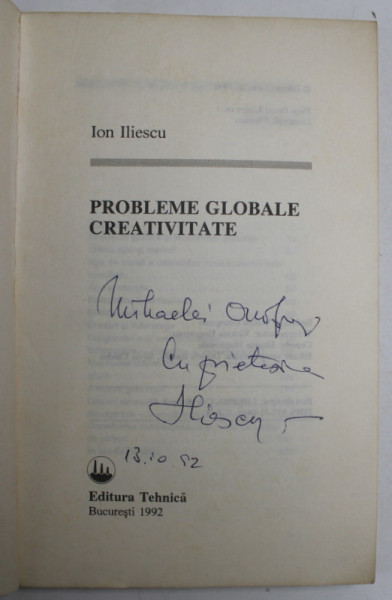 Ion Iliescu
PROBLEME GLOBALE
CREATIVITATE
Mihaelei
Cu prietenie
Iliescu
13.10 92
Editura Tehnică
București 1992